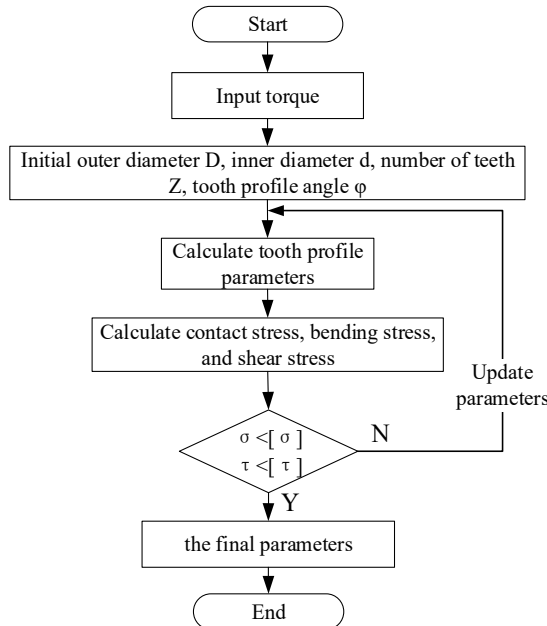 Start
Input torque
Initial outer diameter D, inner diameter d, number of teeth
Z, tooth profile angle φ
Calculate tooth profile
parameters
Calculate contact stress, bending stress,
and shear stress
Update
parameters
σ <[ σ ]
τ <[ τ ]
N
Y
the final parameters
End